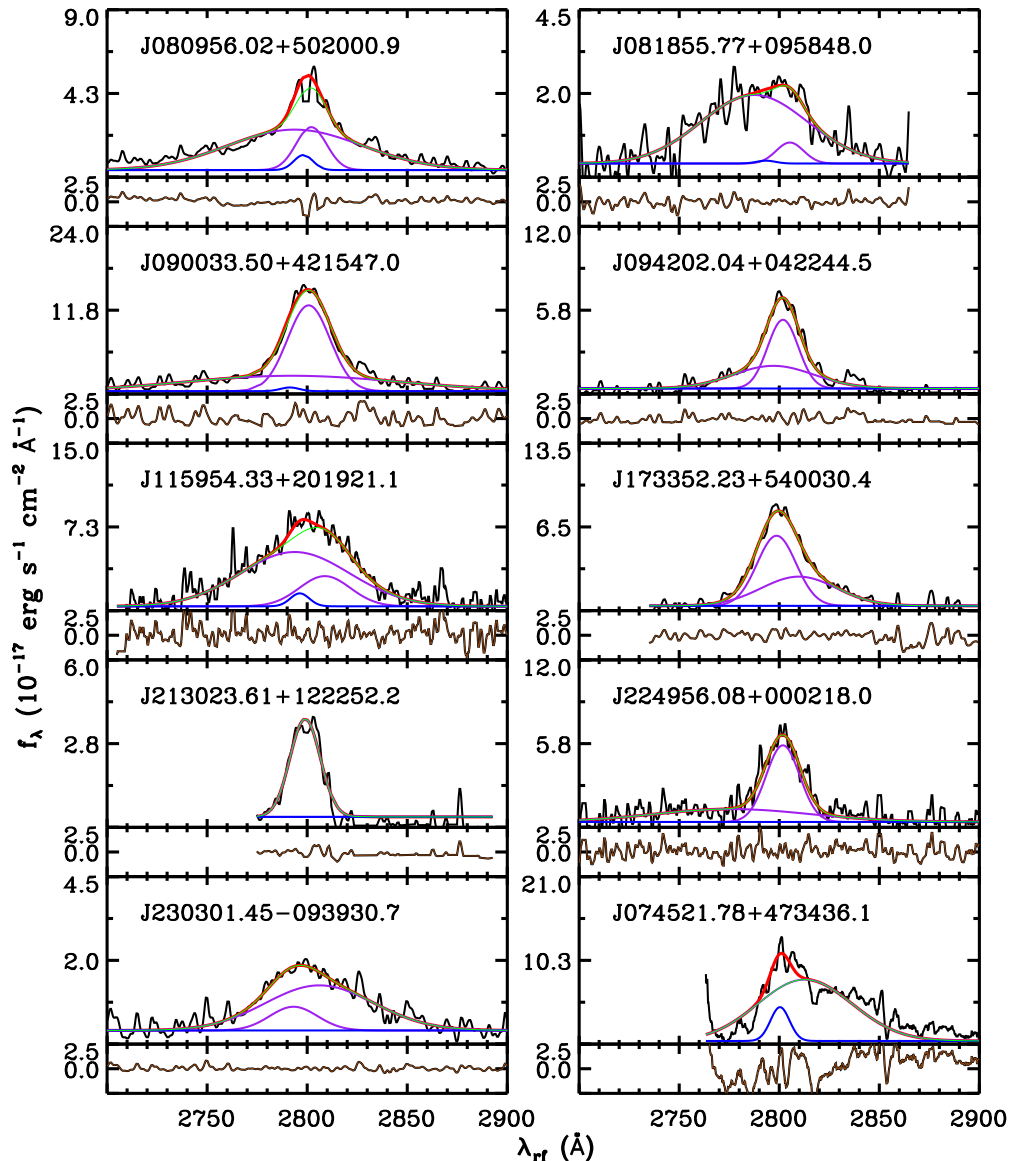 9.0
4.3
2.5
0.0
J080956.02+502000.9
4.5
2.0
2.5
0.0
J081855.77+095848.0
24.0
11.8
2.5
0.0
J090033.50+421547.0
12.0
5.8
2.5
0.0
J094202.04+042244.5
15.0
7.3
2.5
0.0
J115954.33+201921.1
13.5
6.5
2.5
0.0
J173352.23+540030.4
6.0
2.8
2.5
0.0
J213023.61+122252.2
12.0
5.8
2.5
0.0
J224956.08+000218.0
4.5
2.0
2.5
0.0
J230301.45−093930.7
21.0
10.3
2.5
0.0
J074521.78+473436.1
2750 2800 2850 2900
2750 2800 2850 2900
fλ (10⁻¹⁷ erg s⁻¹ cm⁻² Å⁻¹)
λrf (Å)